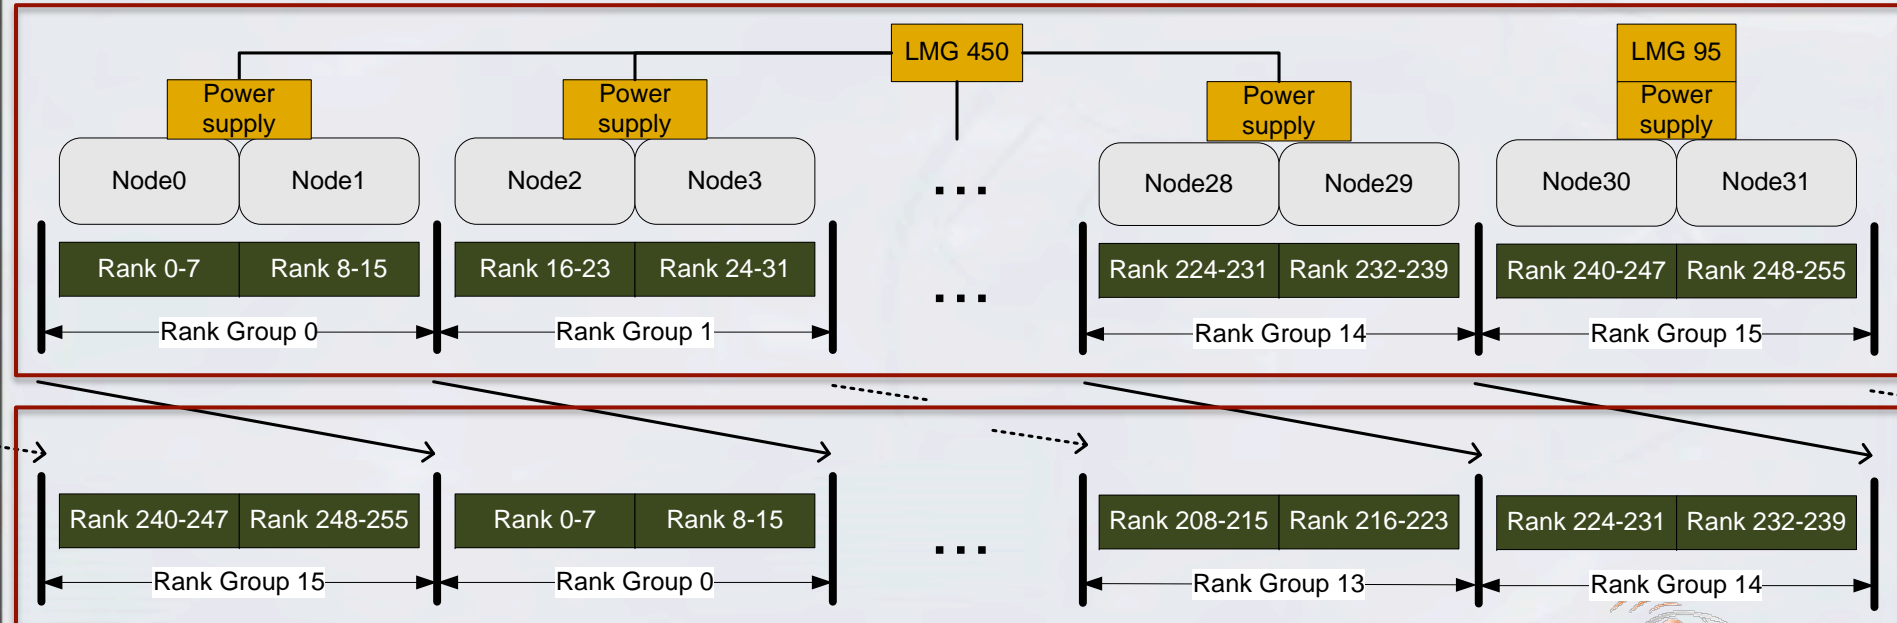 LMG 450
LMG 95
Power
supply
Power
supply
Power
supply
Power
supply
Node0
Node1
Node2
Node3
...
Node28
Node29
Node30
Node31
Rank 0-7
Rank 8-15
Rank 16-23
Rank 24-31
...
Rank 224-231
Rank 232-239
Rank 240-247
Rank 248-255
Rank Group 0
Rank Group 1
Rank Group 14
Rank Group 15
Rank 240-247
Rank 248-255
Rank 0-7
Rank 8-15
...
Rank 208-215
Rank 216-223
Rank 224-231
Rank 232-239
Rank Group 15
Rank Group 0
Rank Group 13
Rank Group 14